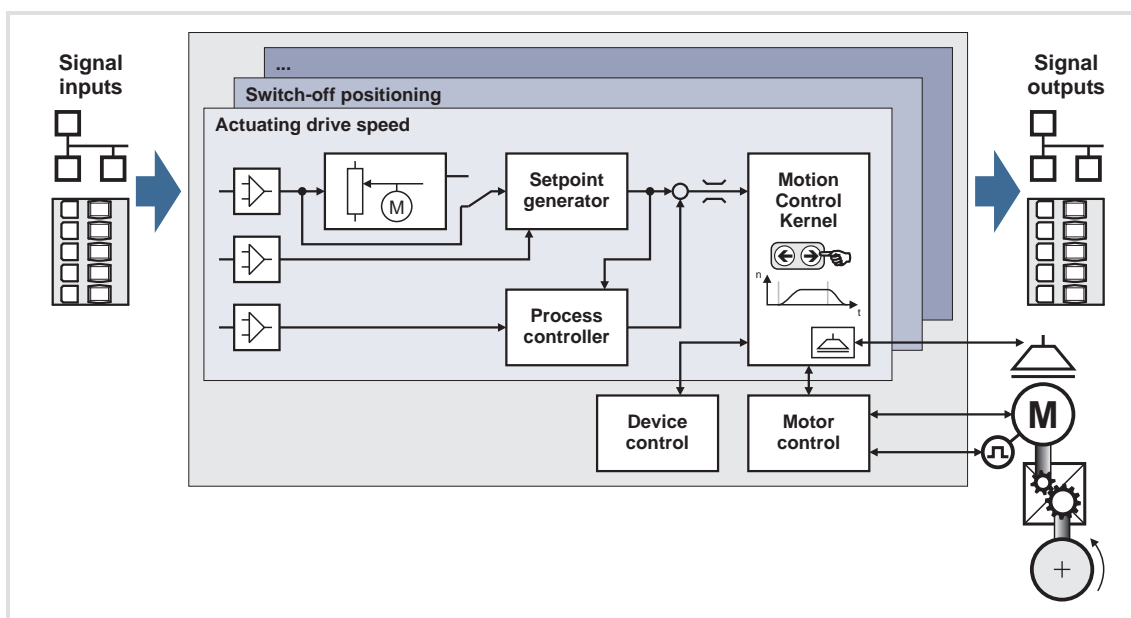 Signal
inputs
...
Switch-off positioning
Actuating drive speed
Signal
outputs
M
Setpoint
generator
Motion
Control
Kernel
n
t
Process
controller
Device
control
Motor
control
M